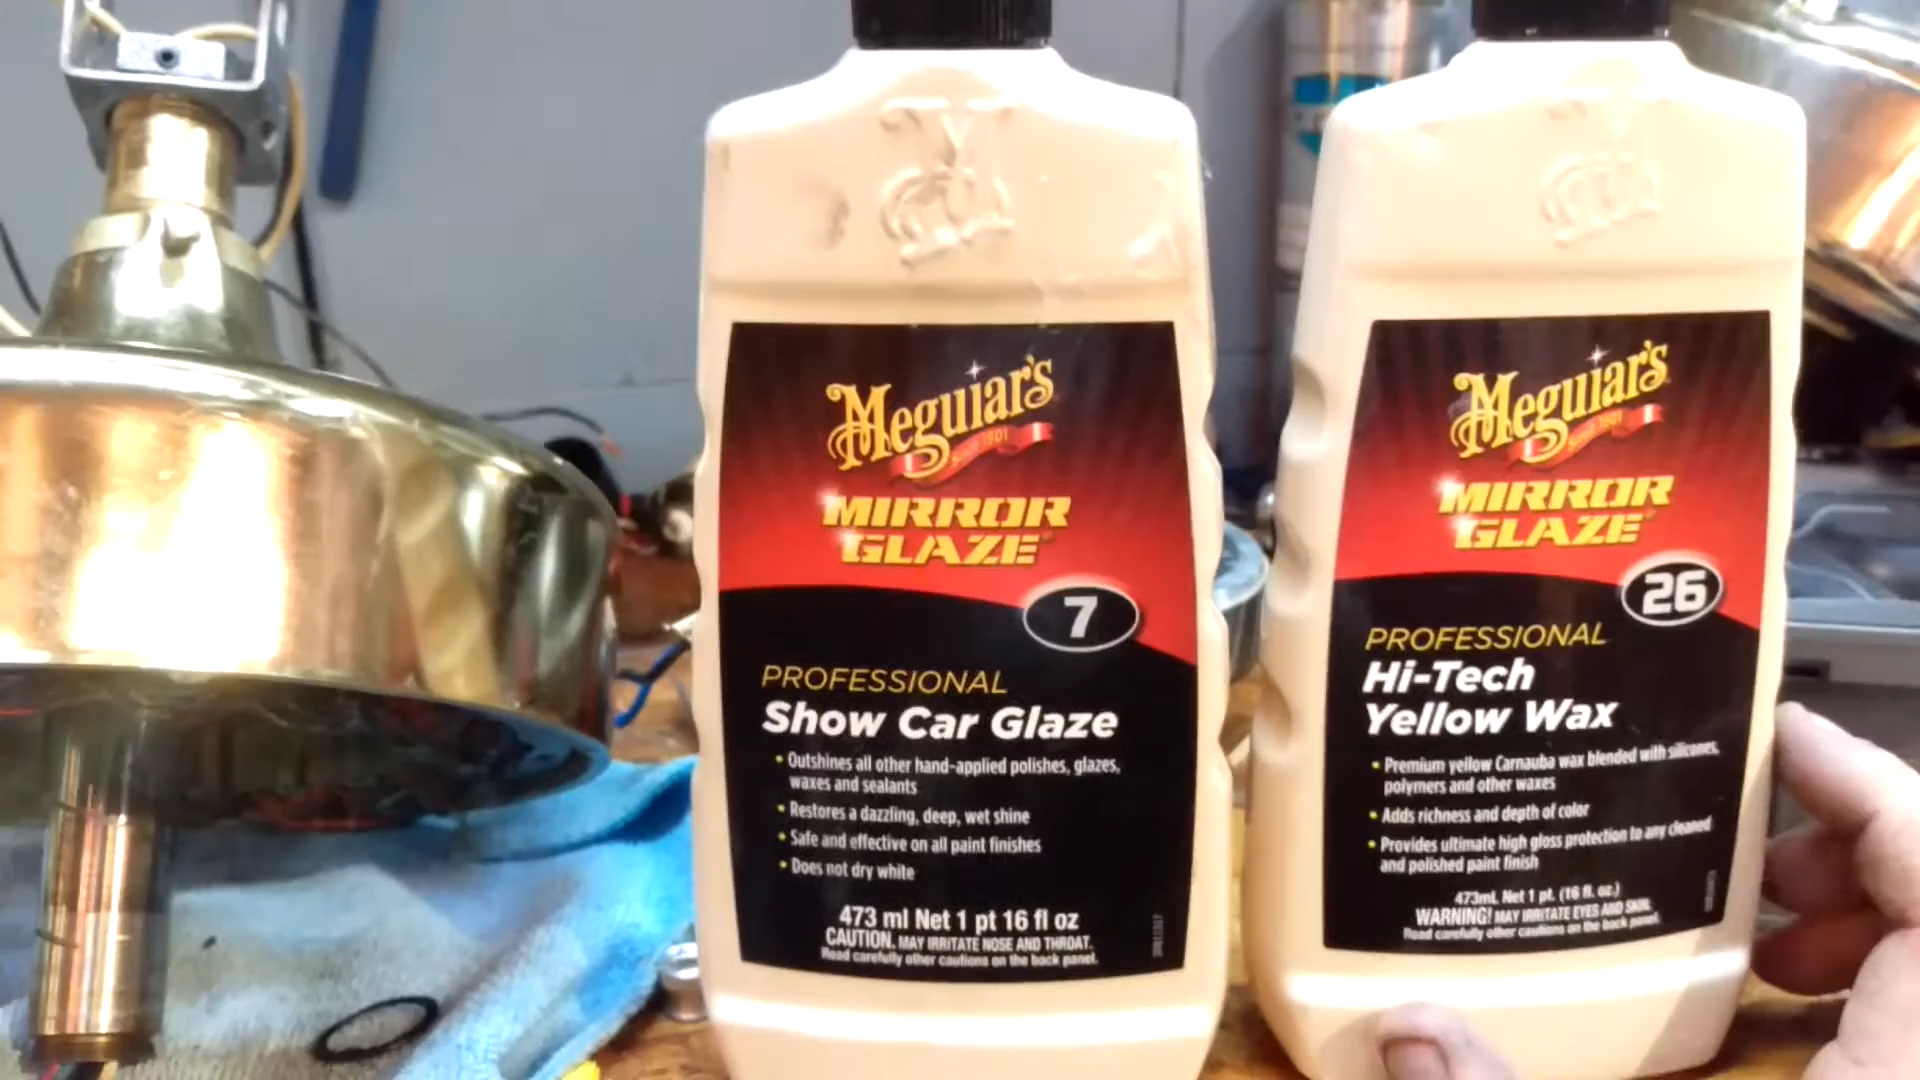 Meguiar's
Since 1901
MIRROR
GLAZE
7
PROFESSIONAL
Show Car Glaze
• Outshines all other hand-applied polishes, glazes,
waxes and sealants
• Restores a dazzling, deep, wet shine
• Safe and effective on all paint finishes
• Does not dry white
473 ml Net 1 pt 16 fl oz
CAUTION. MAY IRRITATE NOSE AND THROAT.
Read carefully other cautions on the back panel.
Meguiar's
Since 1901
MIRROR
GLAZE
26
PROFESSIONAL
Hi-Tech
Yellow Wax
• Premium yellow Carnauba wax blended with silicones,
polymers and other waxes
• Adds richness and depth of color
• Provides ultimate high gloss protection to any cleaned
and polished paint finish
473mL Net 1 pt. (16 fl. oz.)
WARNING! MAY IRRITATE EYES AND SKIN.
Read carefully other cautions on the back panel.